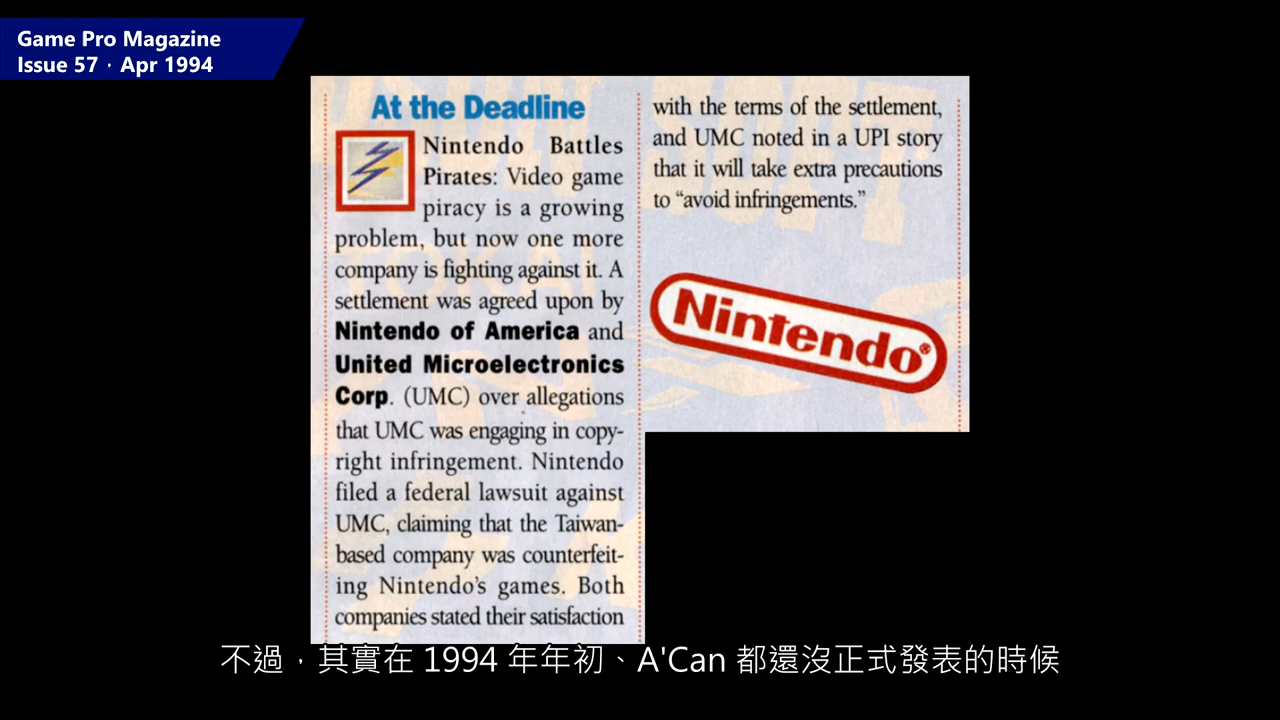 Game Pro Magazine
Issue 57・Apr 1994
At the Deadline
Nintendo Battles
Pirates: Video game
piracy is a growing
problem, but now one more
company is fighting against it. A
settlement was agreed upon by
Nintendo of America and
United Microelectronics
Corp. (UMC) over allegations
that UMC was engaging in copy-
right infringement. Nintendo
filed a federal lawsuit against
UMC, claiming that the Taiwan-
based company was counterfeit-
ing Nintendo's games. Both
companies stated their satisfaction
with the terms of the settlement,
and UMC noted in a UPI story
that it will take extra precautions
to “avoid infringements.”
Nintendo®
不過，其實在 1994 年年初、A'Can 都還沒正式發表的時候